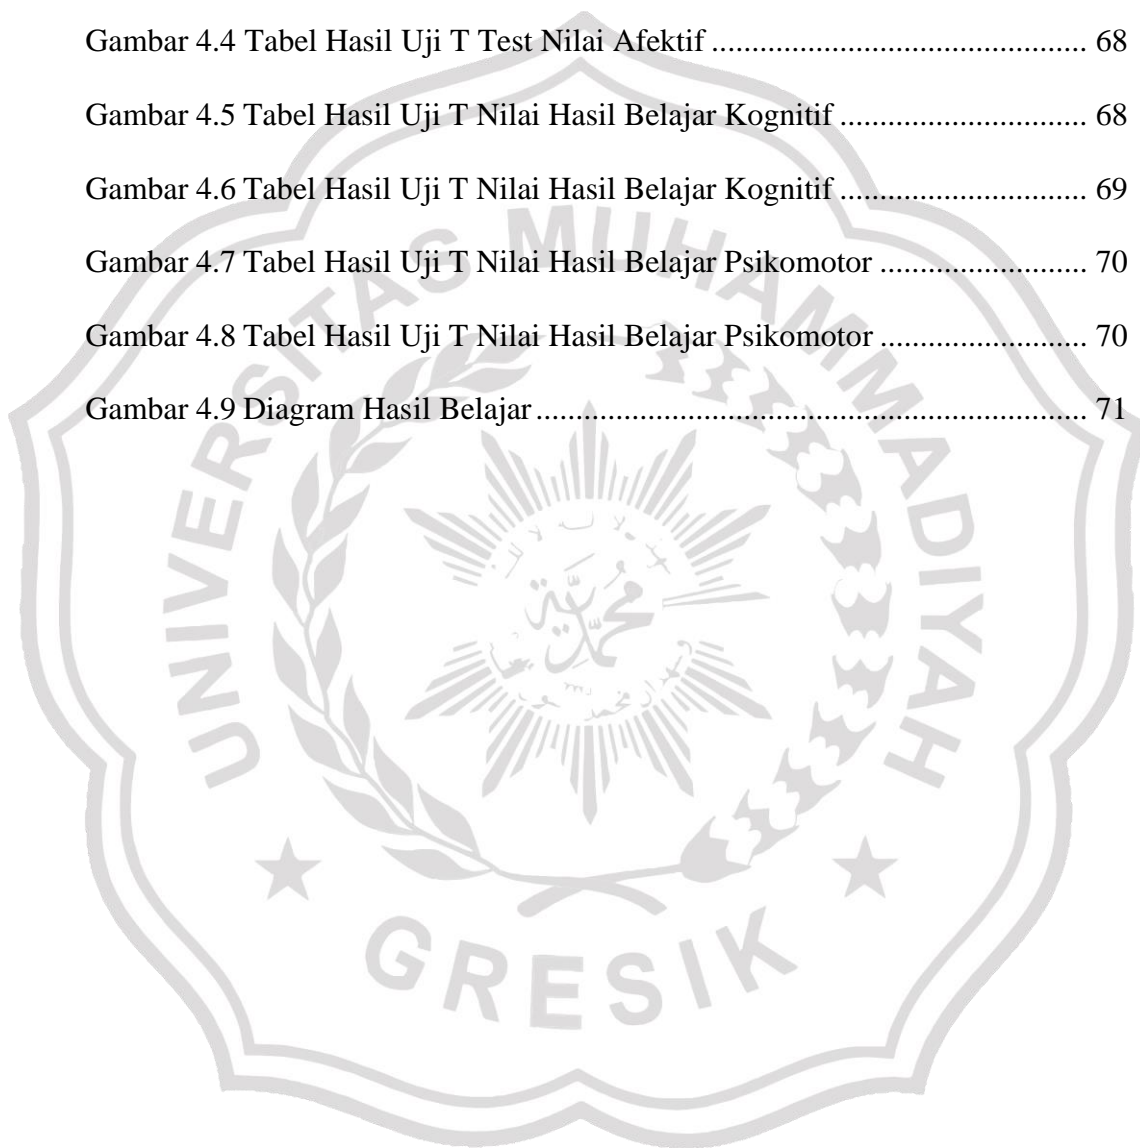 Gambar 4.4 Tabel Hasil Uji T Test Nilai Afektif ....................................... 68
Gambar 4.5 Tabel Hasil Uji T Nilai Hasil Belajar Kognitif .......................... 68
Gambar 4.6 Tabel Hasil Uji T Nilai Hasil Belajar Kognitif .......................... 69
Gambar 4.7 Tabel Hasil Uji T Nilai Hasil Belajar Psikomotor ...................... 70
Gambar 4.8 Tabel Hasil Uji T Nilai Hasil Belajar Psikomotor ...................... 70
Gambar 4.9 Diagram Hasil Belajar .......................................................... 71
UNIVERSITAS MUHAMMADIYAH
محمد
GRESIK